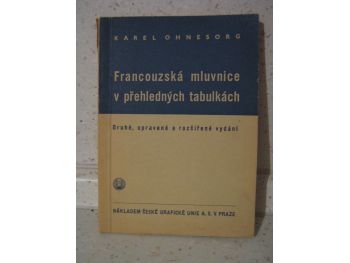 KAREL OHNESORG
Francouzská mluvnice
v přehledných tabulkách
Druhé, opravené a rozšířené vydání
NÁKLADEM ČESKÉ GRAFICKÉ UNIE A. S. V PRAZE